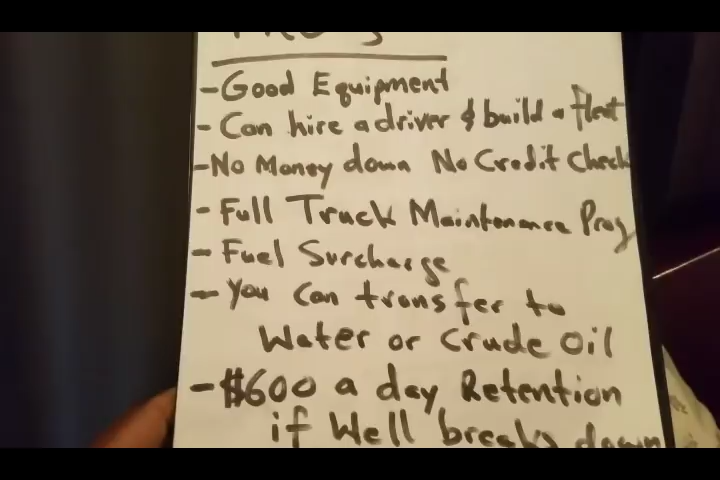 - Good Equipment
- Can hire a driver & build a fleet
- No Money down No Credit Check
- Full Truck Maintenance Prog
- Fuel Surcharge
- You Can transfer to
Water or Crude Oil
- $600 a day Retention
if Well breaks down